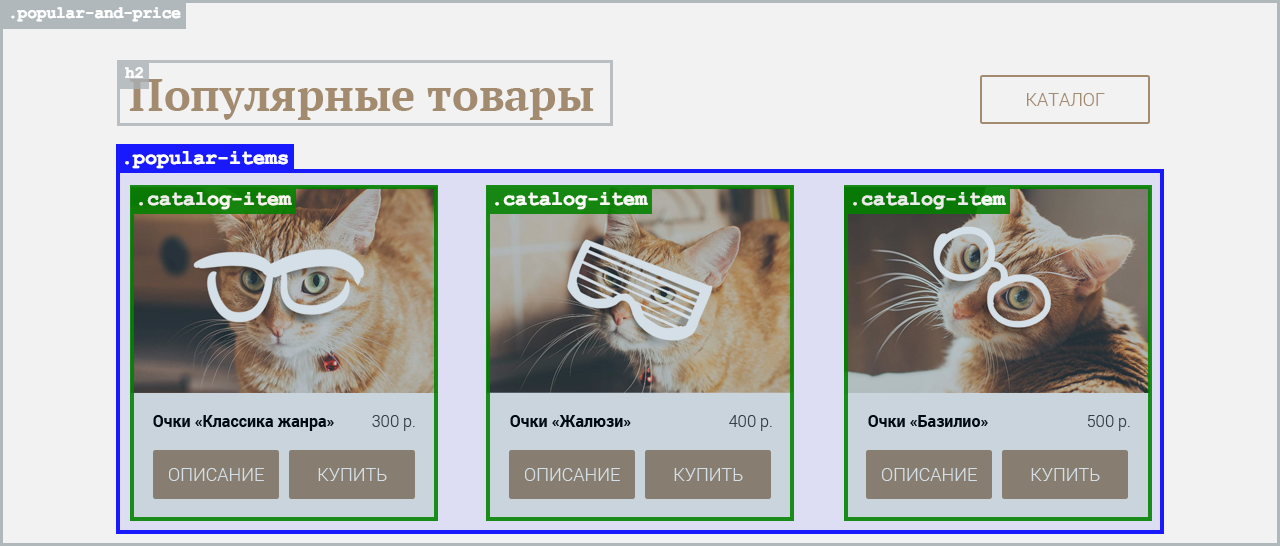 .popular-and-price
h2
Популярные товары
КАТАЛОГ
.popular-items
.catalog-item
.catalog-item
.catalog-item
Очки «Классика жанра» 300 р.
ОПИСАНИЕ КУПИТЬ
Очки «Жалюзи» 400 р.
ОПИСАНИЕ КУПИТЬ
Очки «Базилио» 500 р.
ОПИСАНИЕ КУПИТЬ